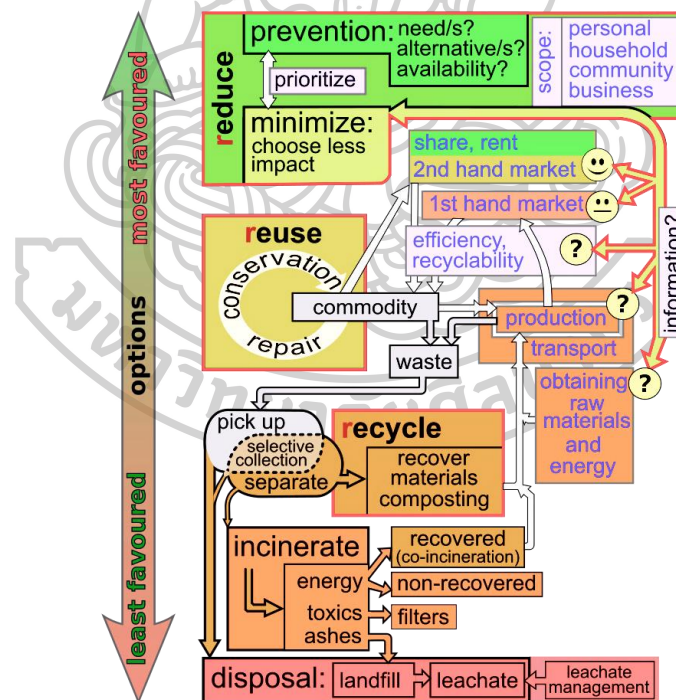 prevention: need/s?
alternative/s?
availability?
scope:
personal
household
community
business
reduce
prioritize
minimize:
choose less
impact
share, rent
2nd hand market
1st hand market
efficiency,
recyclability
?
information?
most favoured
options
least favoured
reuse
conservation
repair
commodity
production
?
transport
waste
obtaining
raw
materials
and
energy
?
pick up
selective
collection
separate
recycle
recover
materials
composting
incinerate
energy
toxics
ashes
recovered
(co-incineration)
non-recovered
filters
disposal:
landfill
leachate
leachate
management